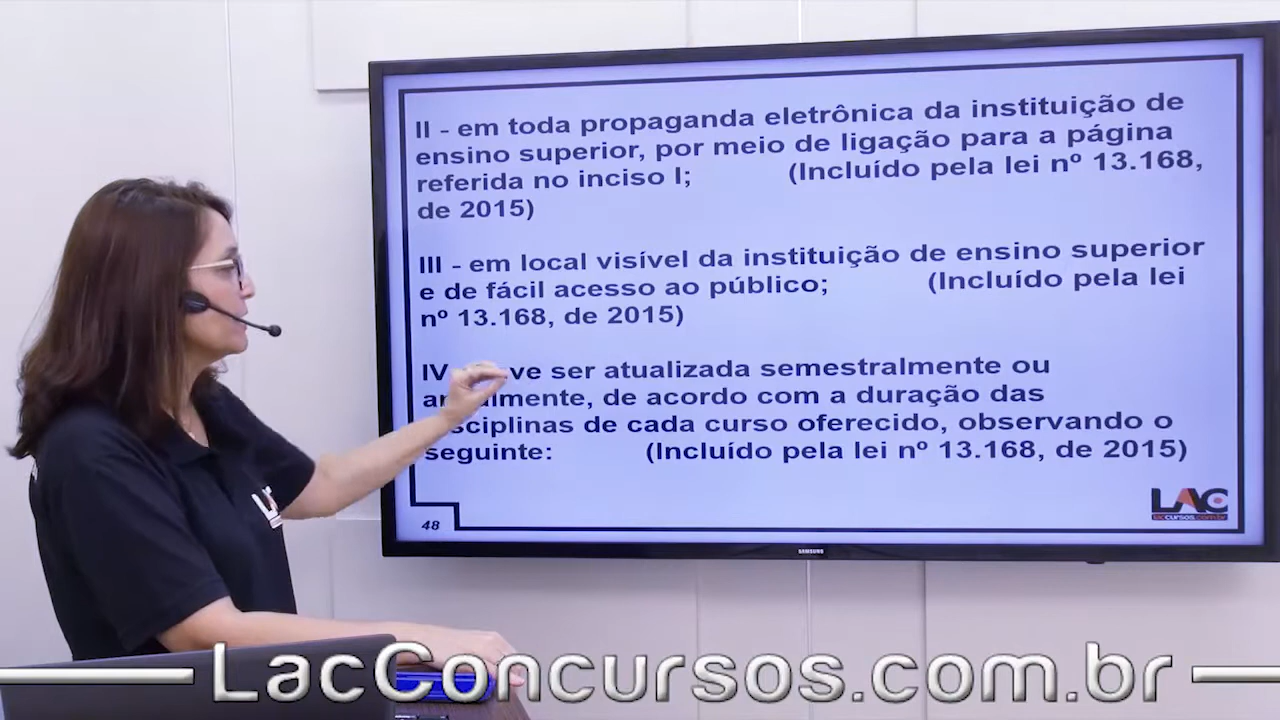 II - em toda propaganda eletrônica da instituição de
ensino superior, por meio de ligação para a página
referida no inciso I; (Incluído pela lei nº 13.168,
de 2015)
III - em local visível da instituição de ensino superior
e de fácil acesso ao público; (Incluído pela lei
nº 13.168, de 2015)
IV ser atualizada semestralmente ou
de acordo com a duração das
de cada curso oferecido, observando o
seguinte: (Incluído pela lei nº 13.168, de 2015)
48
LAC
laccursos.com.br
SAMSUNG
LacConcursos.com.br